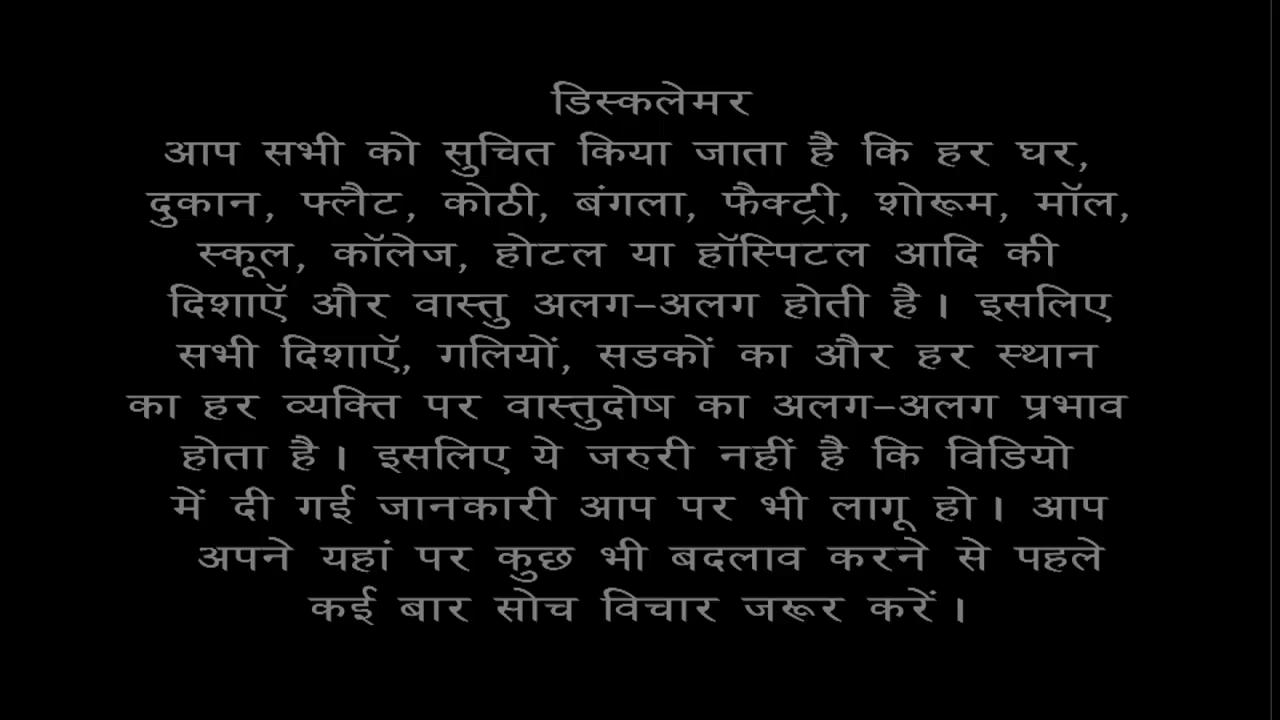 डिस्कलेमर
आप सभी को सुचित किया जाता है कि हर घर,
दुकान, फ्लैट, कोठी, बंगला, फैक्ट्री, शोरूम, मॉल,
स्कूल, कॉलेज, होटल या हॉस्पिटल आदि की
दिशाऍ और वास्तु अलग-अलग होती है। इसलिए
सभी दिशाऍ, गलियों, सडकों का और हर स्थान
का हर व्यक्ति पर वास्तुदोष का अलग-अलग प्रभाव
होता है। इसलिए ये जरुरी नहीं है कि विडियो
में दी गई जानकारी आप पर भी लागू हो। आप
अपने यहां पर कुछ भी बदलाव करने से पहले
कई बार सोच विचार जरूर करें।